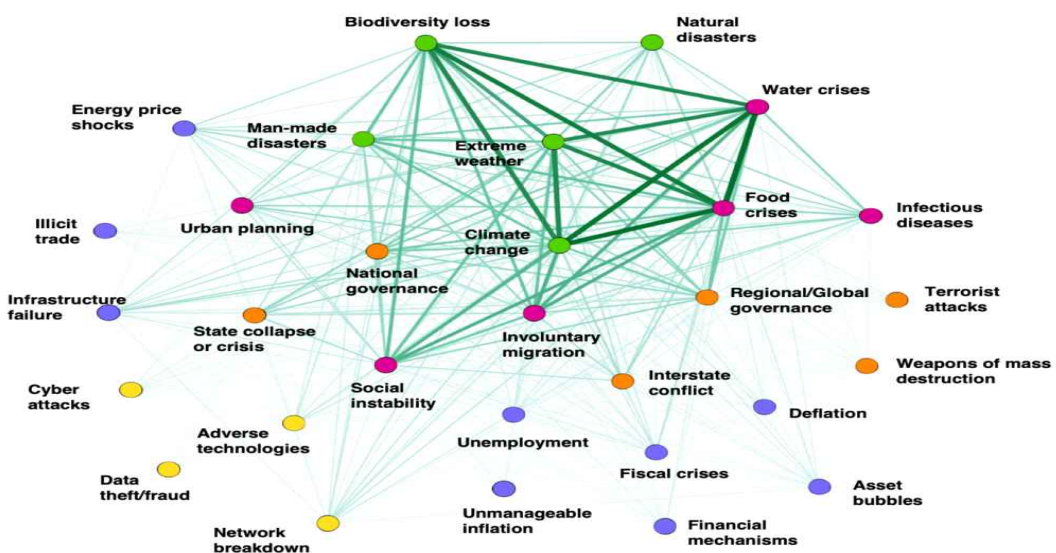 Biodiversity loss
Natural
disasters
Water crises
Energy price
shocks
Man-made
disasters
Extreme
weather
Food
crises
Infectious
diseases
Illicit
trade
Urban planning
Climate
change
National
governance
Infrastructure
failure
State collapse
or crisis
Involuntary
migration
Regional/Global
governance
Terrorist
attacks
Weapons of mass
destruction
Cyber
attacks
Social
instability
Interstate
conflict
Deflation
Adverse
technologies
Unemployment
Fiscal crises
Data
theft/fraud
Asset
bubbles
Network
breakdown
Unmanageable
inflation
Financial
mechanisms